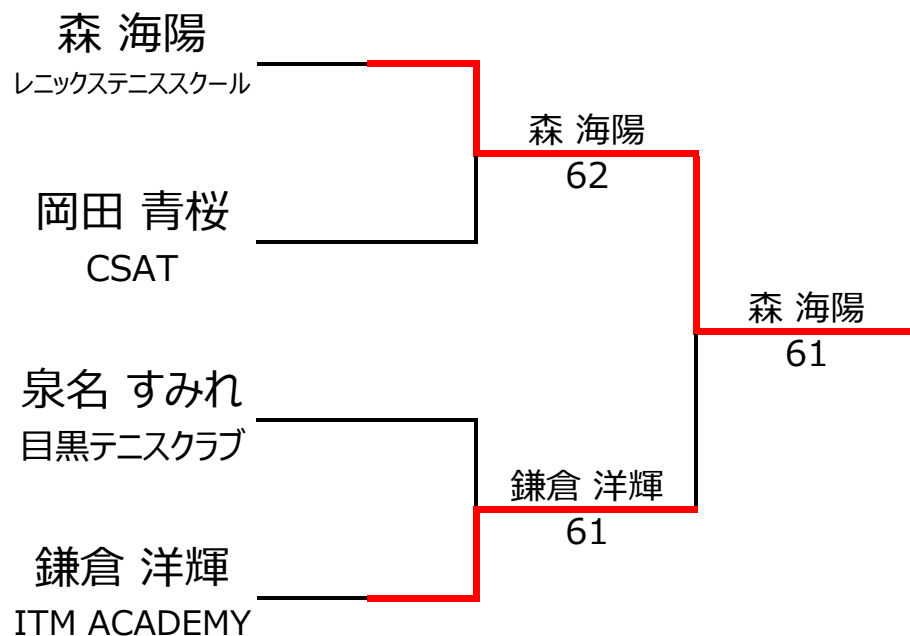 森 海陽
レニックステニススクール
森 海陽
62
岡田 青桜
CSAT
森 海陽
61
泉名 すみれ
目黒テニスクラブ
鎌倉 洋輝
61
鎌倉 洋輝
ITM ACADEMY